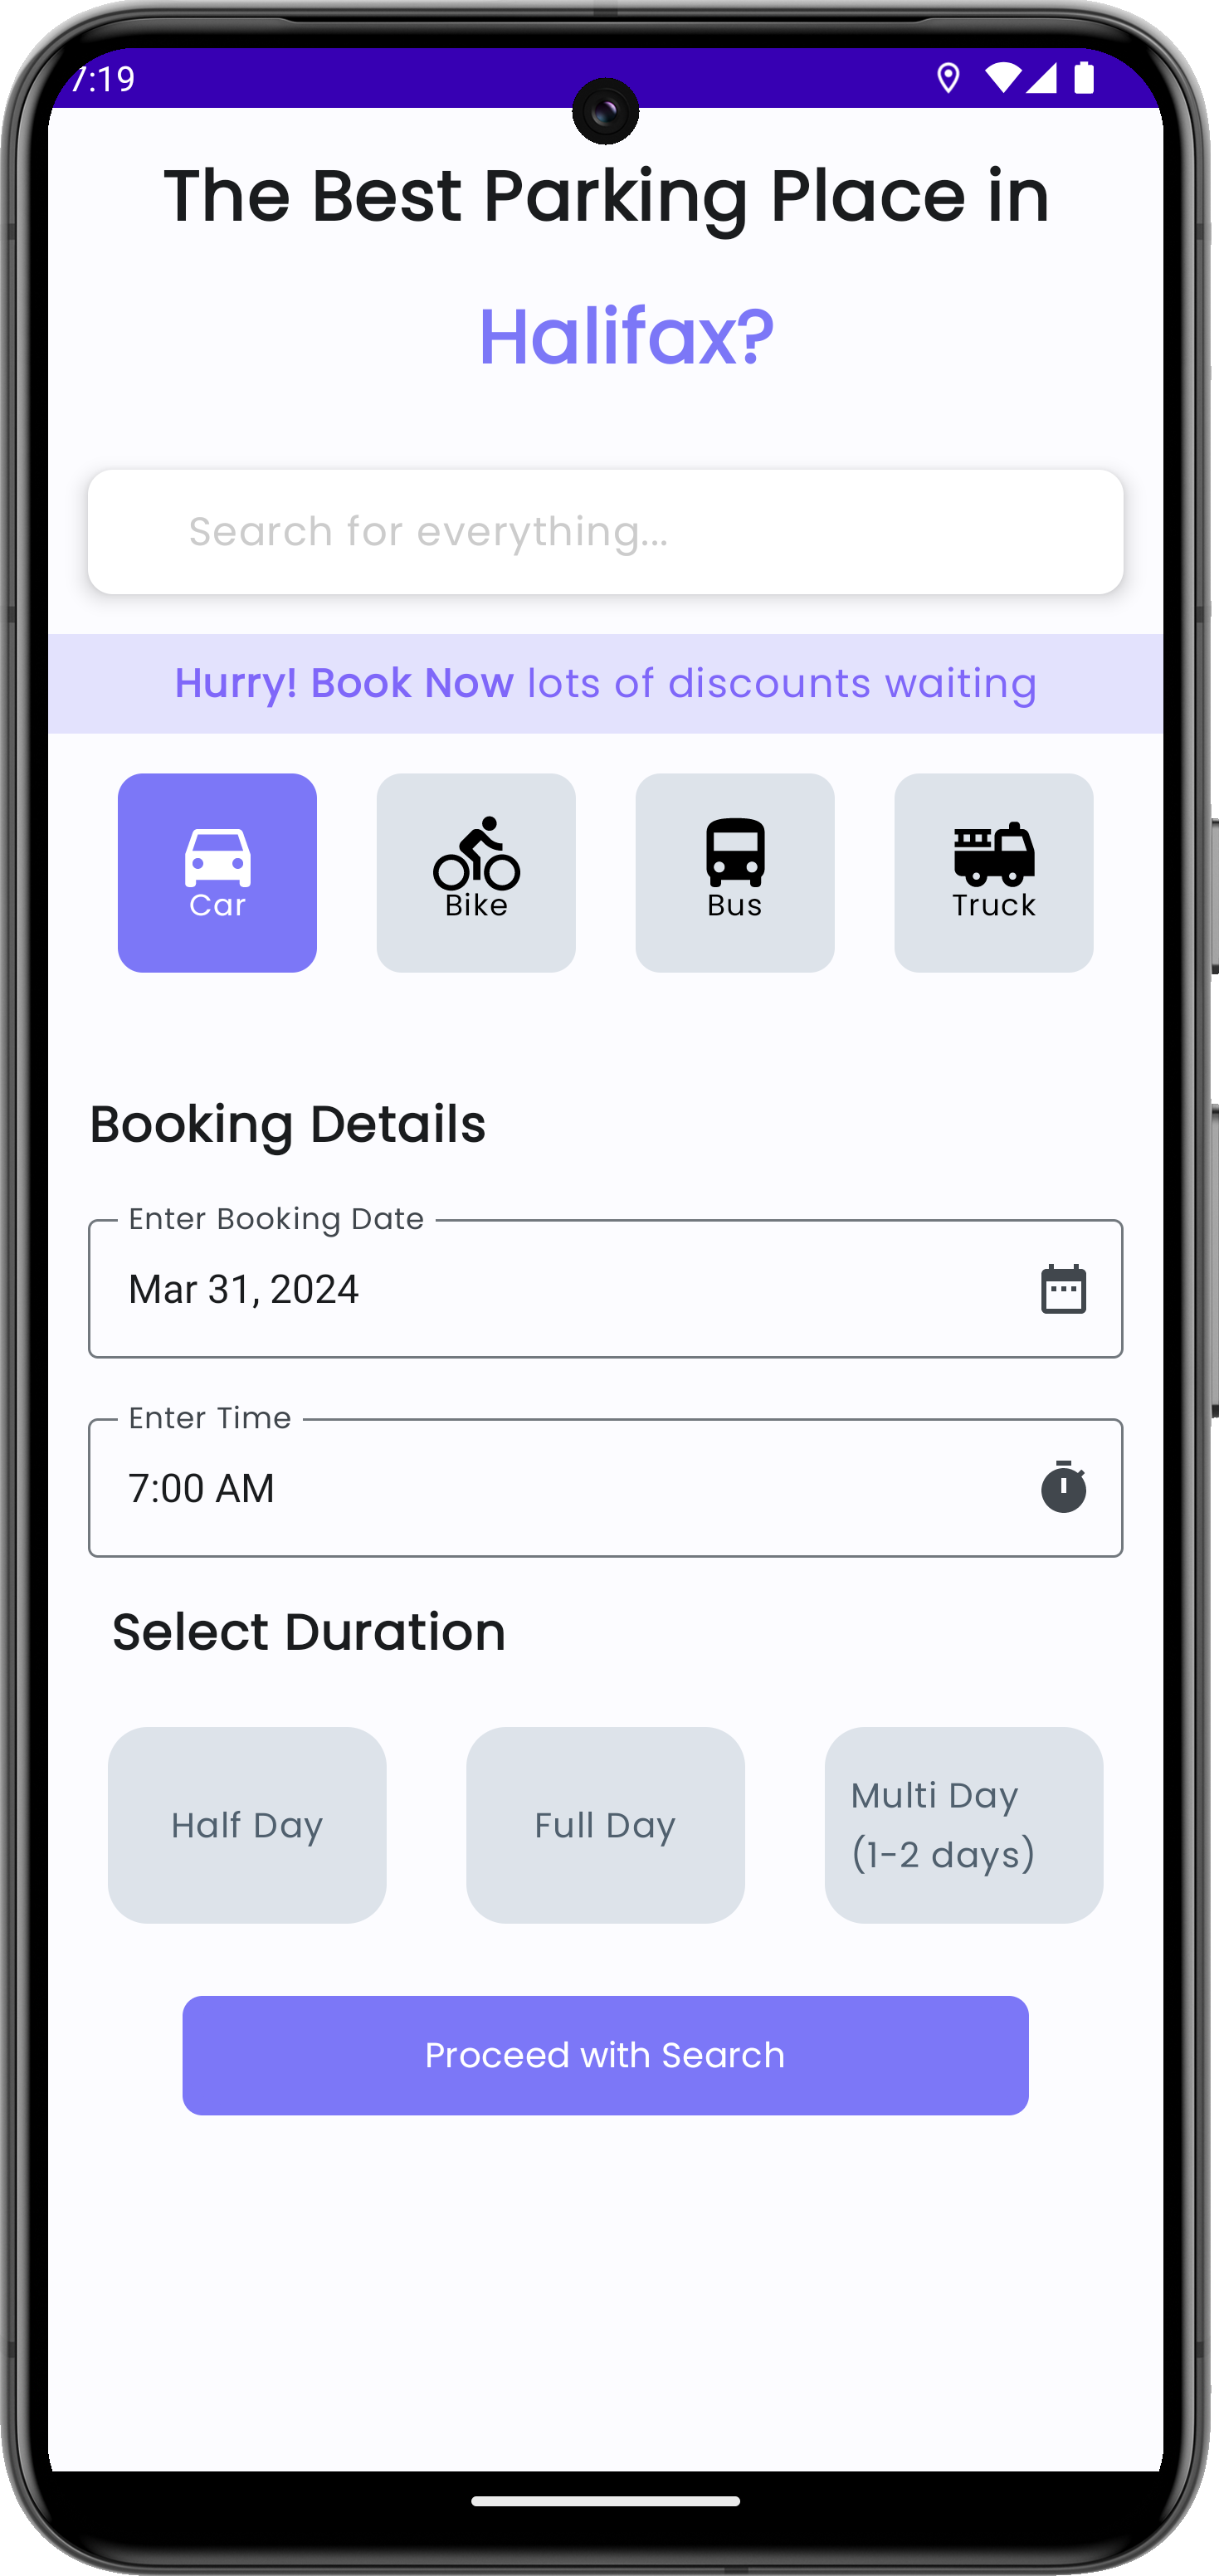 7:19
The Best Parking Place in
Halifax?
Search for everything...
Hurry! Book Now lots of discounts waiting
Car Bike Bus Truck
Booking Details
Enter Booking Date
Mar 31, 2024
Enter Time
7:00 AM
Select Duration
Half Day Full Day Multi Day
(1-2 days)
Proceed with Search